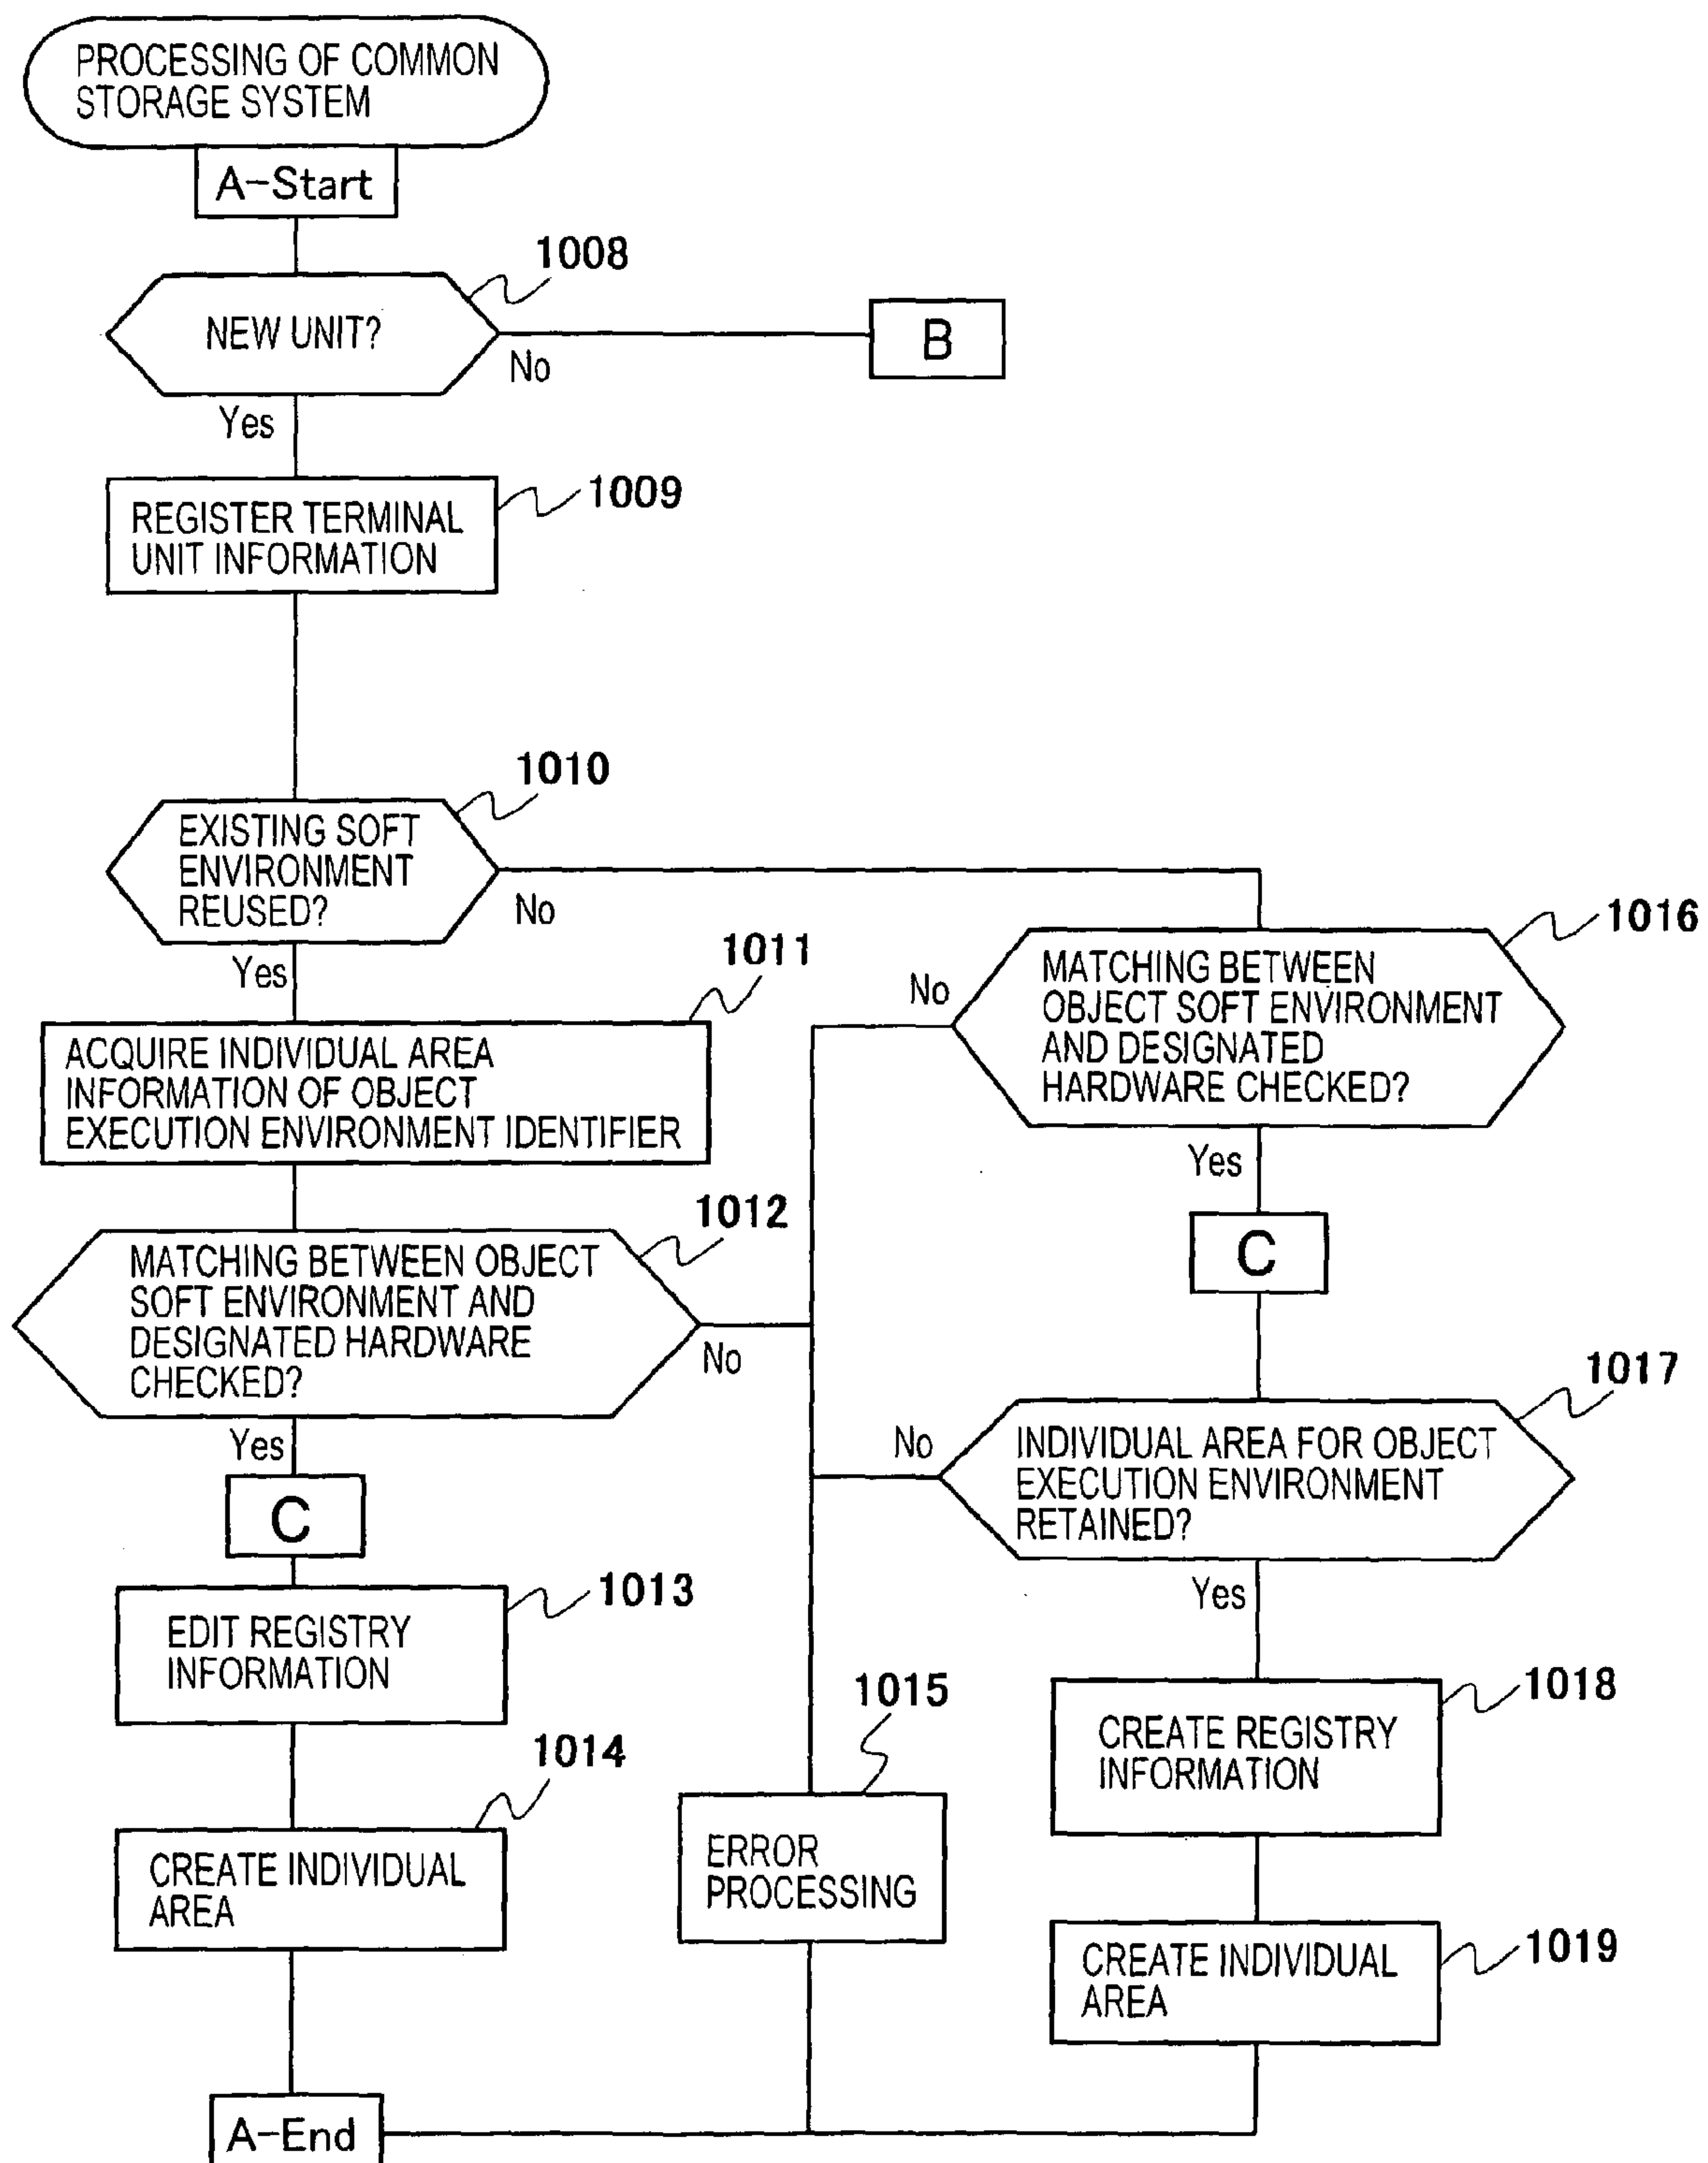 PROCESSING OF COMMON
STORAGE SYSTEM
A-Start
1008
NEW UNIT?
No
B
Yes
1009
REGISTER TERMINAL
UNIT INFORMATION
1010
EXISTING SOFT
ENVIRONMENT
REUSED?
No
Yes
1011
ACQUIRE INDIVIDUAL AREA
INFORMATION OF OBJECT
EXECUTION ENVIRONMENT IDENTIFIER
1012
MATCHING BETWEEN OBJECT
SOFT ENVIRONMENT AND
DESIGNATED HARDWARE
CHECKED?
No
Yes
C
1013
EDIT REGISTRY
INFORMATION
1014
CREATE INDIVIDUAL
AREA
A-End
1015
ERROR
PROCESSING
1016
MATCHING BETWEEN
OBJECT SOFT ENVIRONMENT
AND DESIGNATED
HARDWARE CHECKED?
No
Yes
C
1017
INDIVIDUAL AREA FOR OBJECT
EXECUTION ENVIRONMENT
RETAINED?
No
Yes
1018
CREATE REGISTRY
INFORMATION
1019
CREATE INDIVIDUAL
AREA